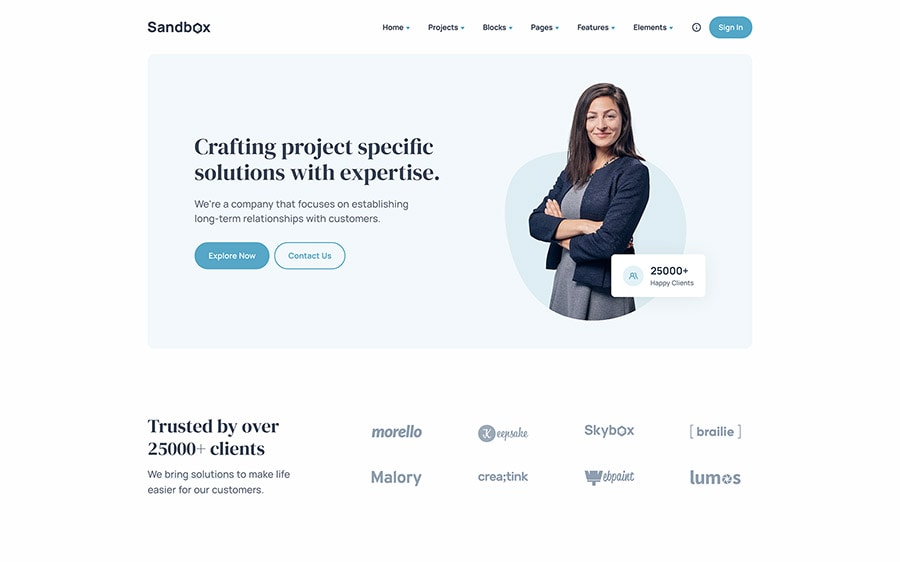 Sandbox
Home
Projects
Blocks
Pages
Features
Elements
Sign In
Crafting project specific
solutions with expertise.
We're a company that focuses on establishing
long-term relationships with customers.
Explore Now
Contact Us
25000+
Happy Clients
Trusted by over
25000+ clients
We bring solutions to make life
easier for our customers.
morello
Keepsake
Skybox
[ brailie ]
Malory
crea;tink
Webpaint
lumos